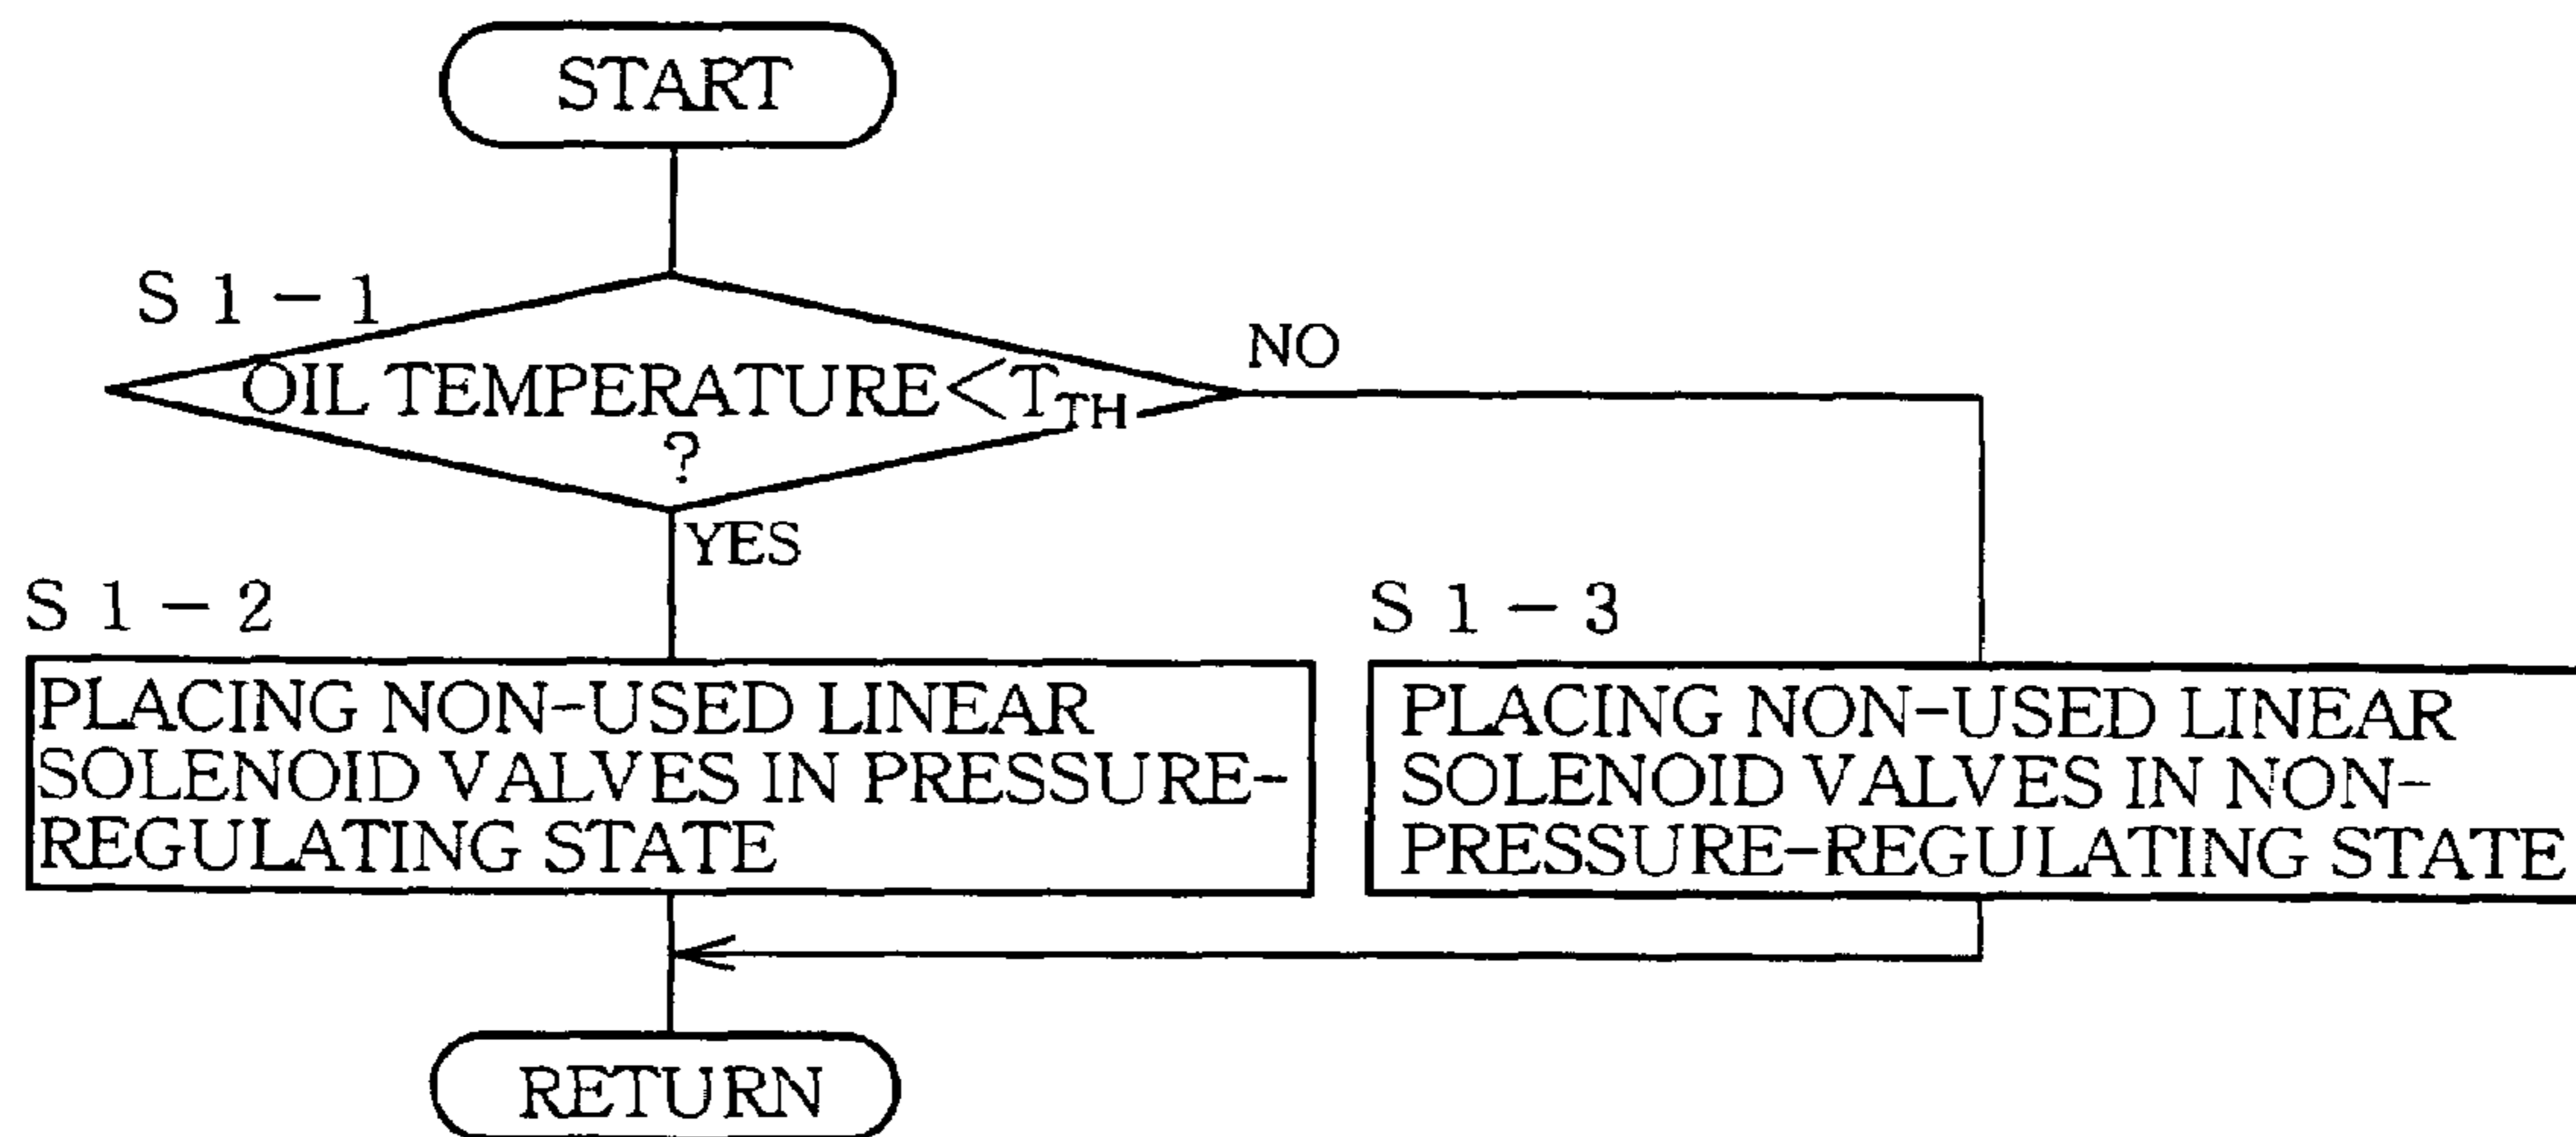 START
S 1 - 1
OIL TEMPERATURE<T_TH
?
NO
YES
S 1 - 2
PLACING NON-USED LINEAR
SOLENOID VALVES IN PRESSURE-
REGULATING STATE
S 1 - 3
PLACING NON-USED LINEAR
SOLENOID VALVES IN NON-
PRESSURE-REGULATING STATE
RETURN